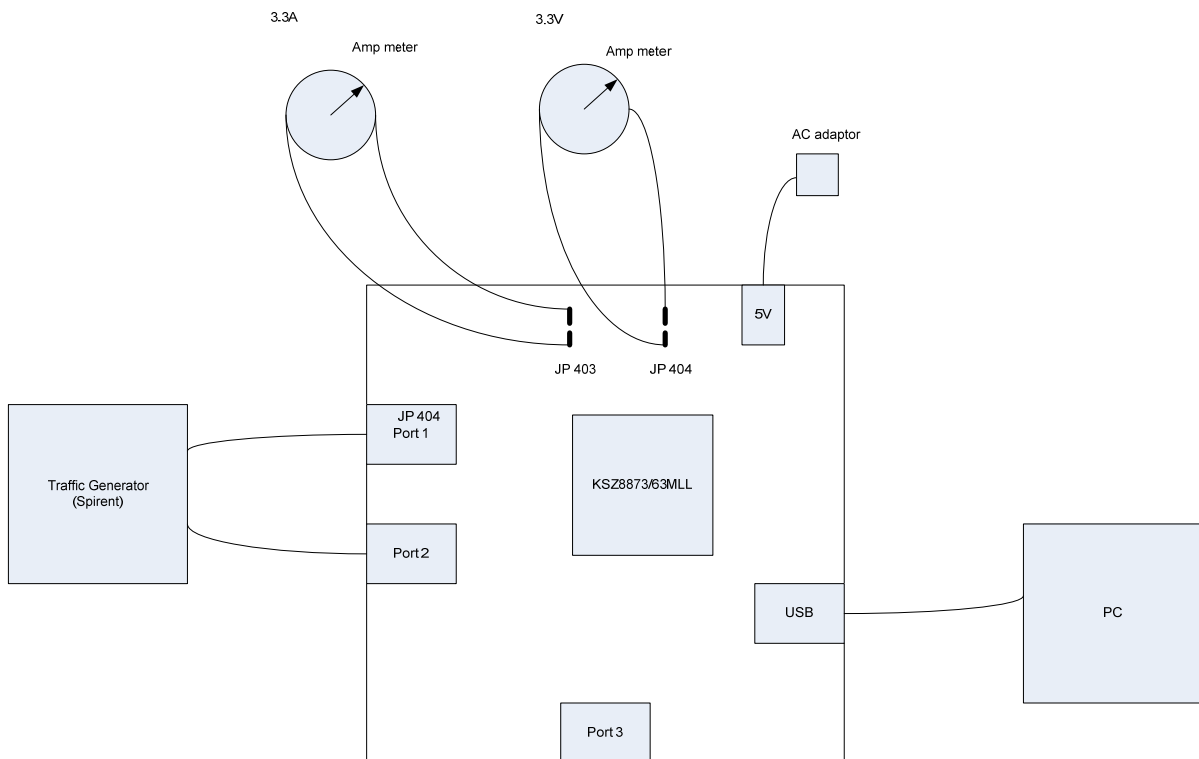 3.3A
3.3V
Amp meter
Amp meter
AC adaptor
5V
JP 403
JP 404
JP 404
Port 1
Traffic Generator
(Spirent)
KSZ8873/63MLL
Port 2
USB
PC
Port 3